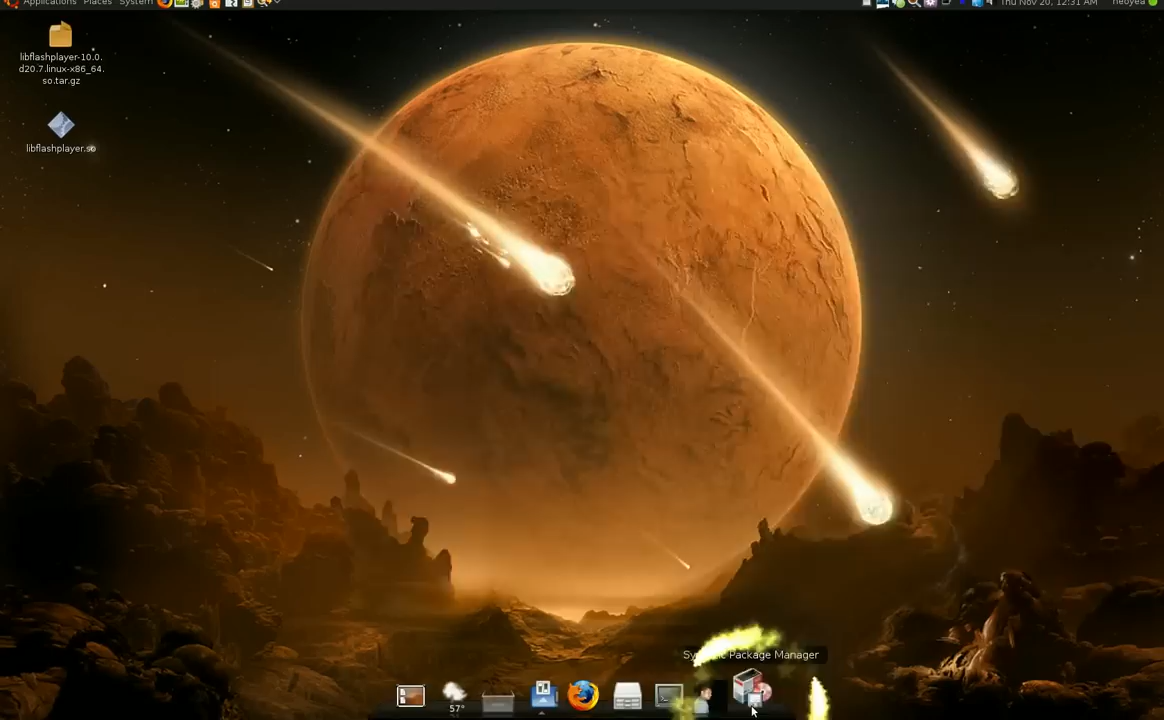 Applications Places System
Thu Nov 20, 12:31 AM
neoyea
libflashplayer-10.0.
d20.7.linux-x86_64.
so.tar.gz
libflashplayer.so
Package Manager
57°